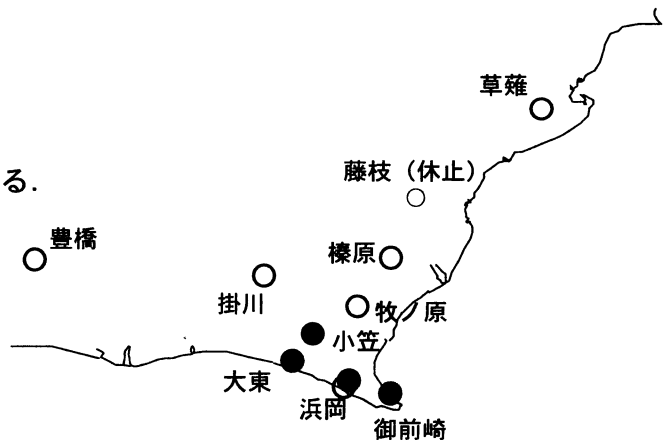 草薙
藤枝（休止）
る.
豊橋
榛原
掛川
牧ノ原
小笠
大東
浜岡
御前崎